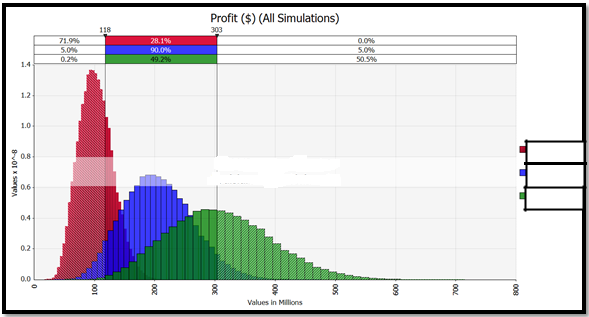 Profit ($) (All Simulations)
118 303
71.9% 28.1% 0.0%
5.0% 90.0% 5.0%
0.2% 49.2% 50.5%
1.4
1.2
1.0
0.8
0.6
0.4
0.2
0.0
Values x 10^-8
0 100 200 300 400 500 600 700 800
Values in Millions